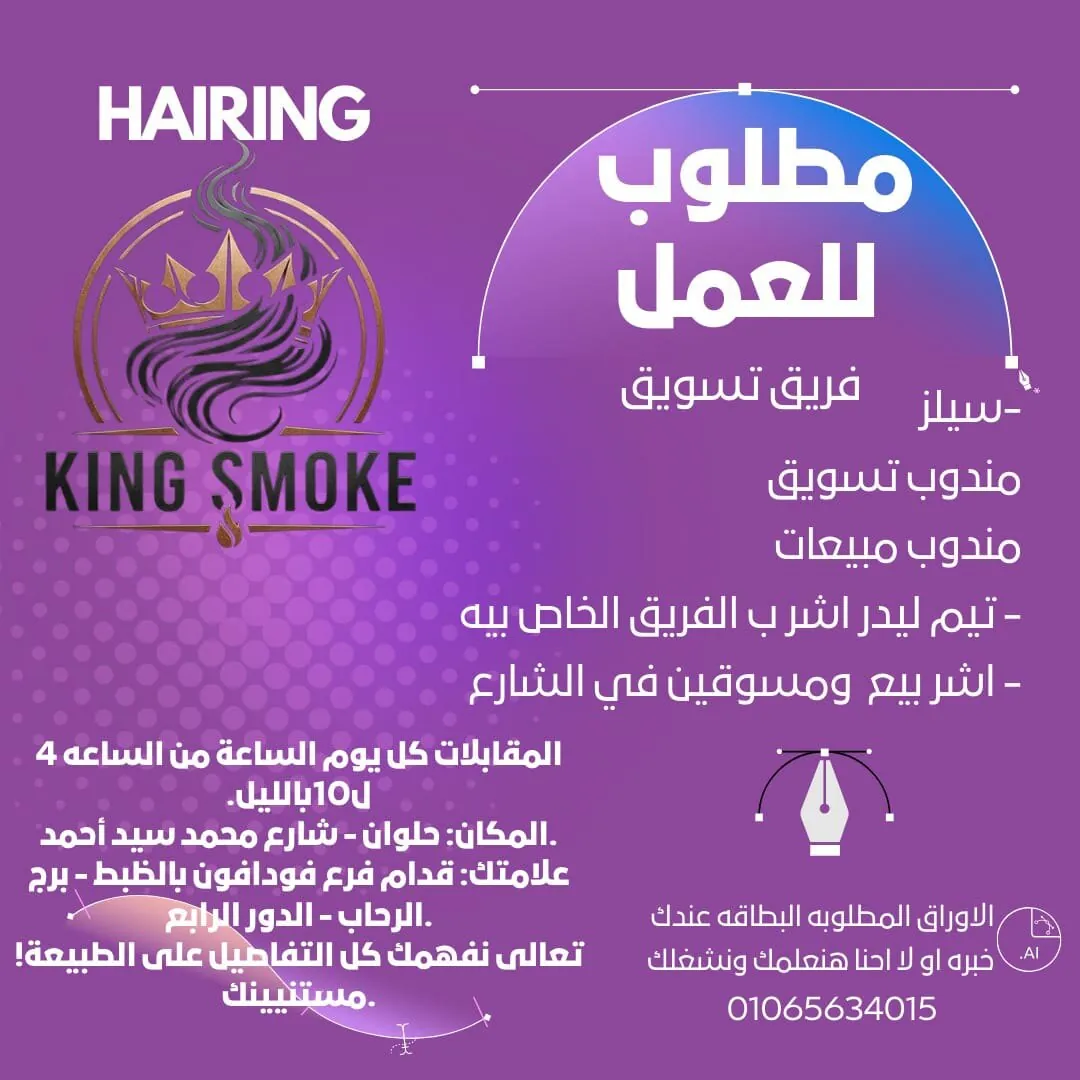 HAIRING
KING SMOKE
مطلوب
للعمل
فريق تسويق
-سيلز
مندوب تسويق
مندوب مبيعات
- تيم ليدر اشر ب الفريق الخاص بيه
- اشر بيع ومسوقين في الشارع
المقابلات كل يوم الساعة من الساعه 4
ل10بالليل.
المكان: حلوان - شارع محمد سيد أحمد.
علامتك: قدام فرع فودافون بالظبط - برج
الرحاب - الدور الرابع.
تعالى نفهمك كل التفاصيل على الطبيعة!
مستنيينك.
الاوراق المطلوبه البطاقه عندك
خبره او لا احنا هنعلمك ونشغلك
01065634015
.AI